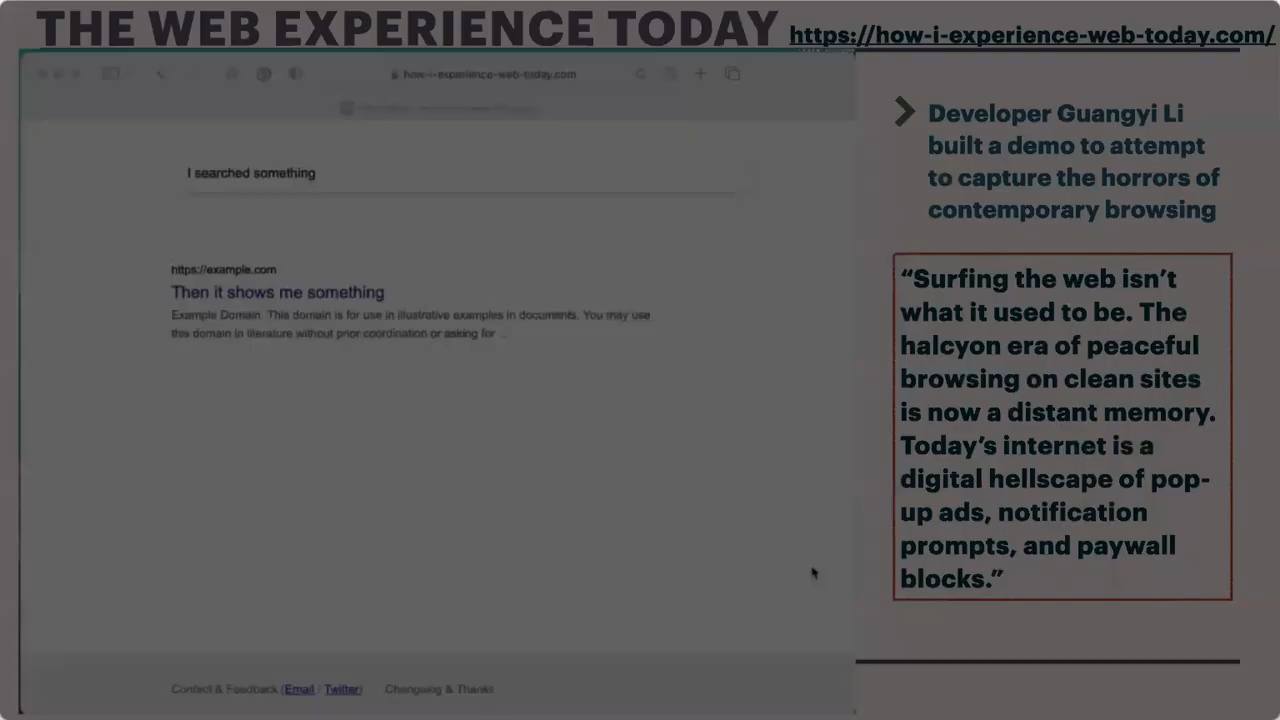 THE WEB EXPERIENCE TODAY
https://how-i-experience-web-today.com/
how-i-experience-web-today.com
I searched something
https://example.com
Then it shows me something
Example Domain. This domain is for use in illustrative examples in documents. You may use
this domain in literature without prior coordination or asking for ...
Contact & Feedback (Email / Twitter)
Changelog & Thanks
Developer Guangyi Li
built a demo to attempt
to capture the horrors of
contemporary browsing
“Surfing the web isn’t
what it used to be. The
halcyon era of peaceful
browsing on clean sites
is now a distant memory.
Today’s internet is a
digital hellscape of pop-
up ads, notification
prompts, and paywall
blocks.”